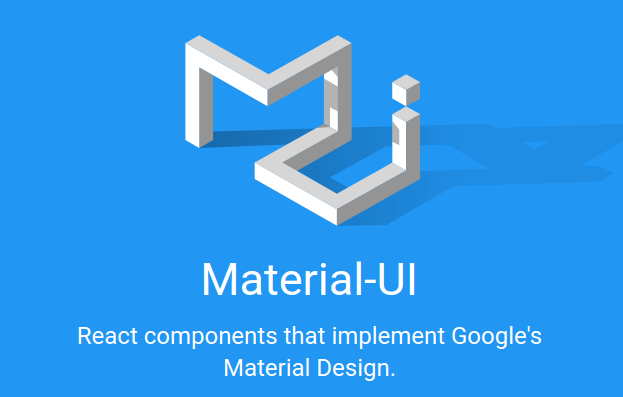 Material-UI
React components that implement Google's
Material Design.